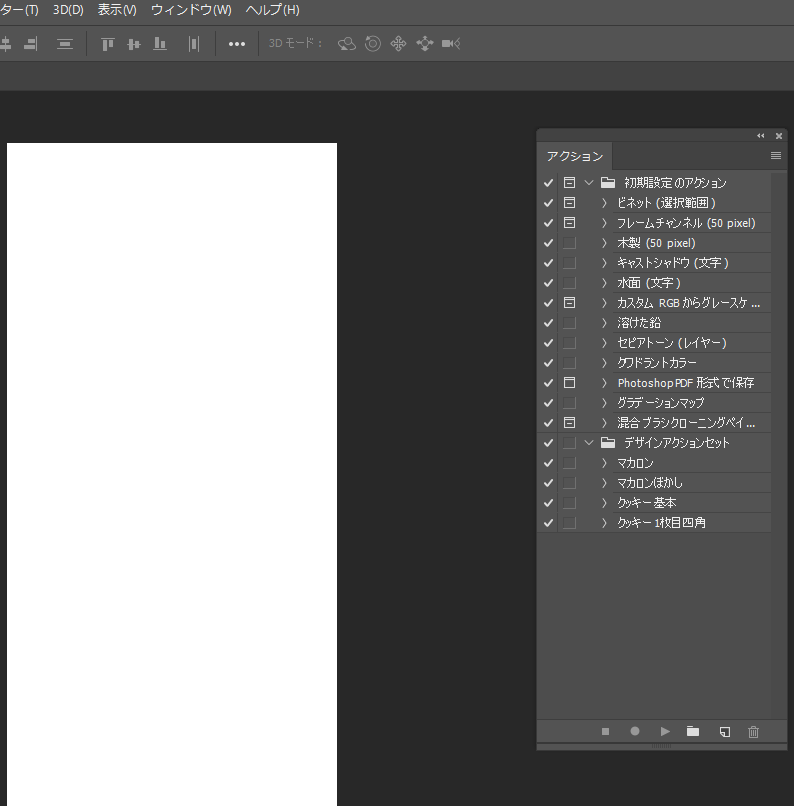 ター(T) 3D(D) 表示(V) ウィンドウ(W) ヘルプ(H)
3D モード :
アクション
初期設定のアクション
ビネット (選択範囲)
フレームチャンネル (50 pixel)
木製 (50 pixel)
キャストシャドウ (文字)
水面 (文字)
カスタム RGB からグレースケ ...
溶けた鉛
セピアトーン (レイヤー)
クワドラントカラー
Photoshop PDF 形式で保存
グラデーションマップ
混合ブラシクローニングペイ ...
デザインアクションセット
マカロン
マカロンぼかし
クッキー基本
クッキー1枚目四角